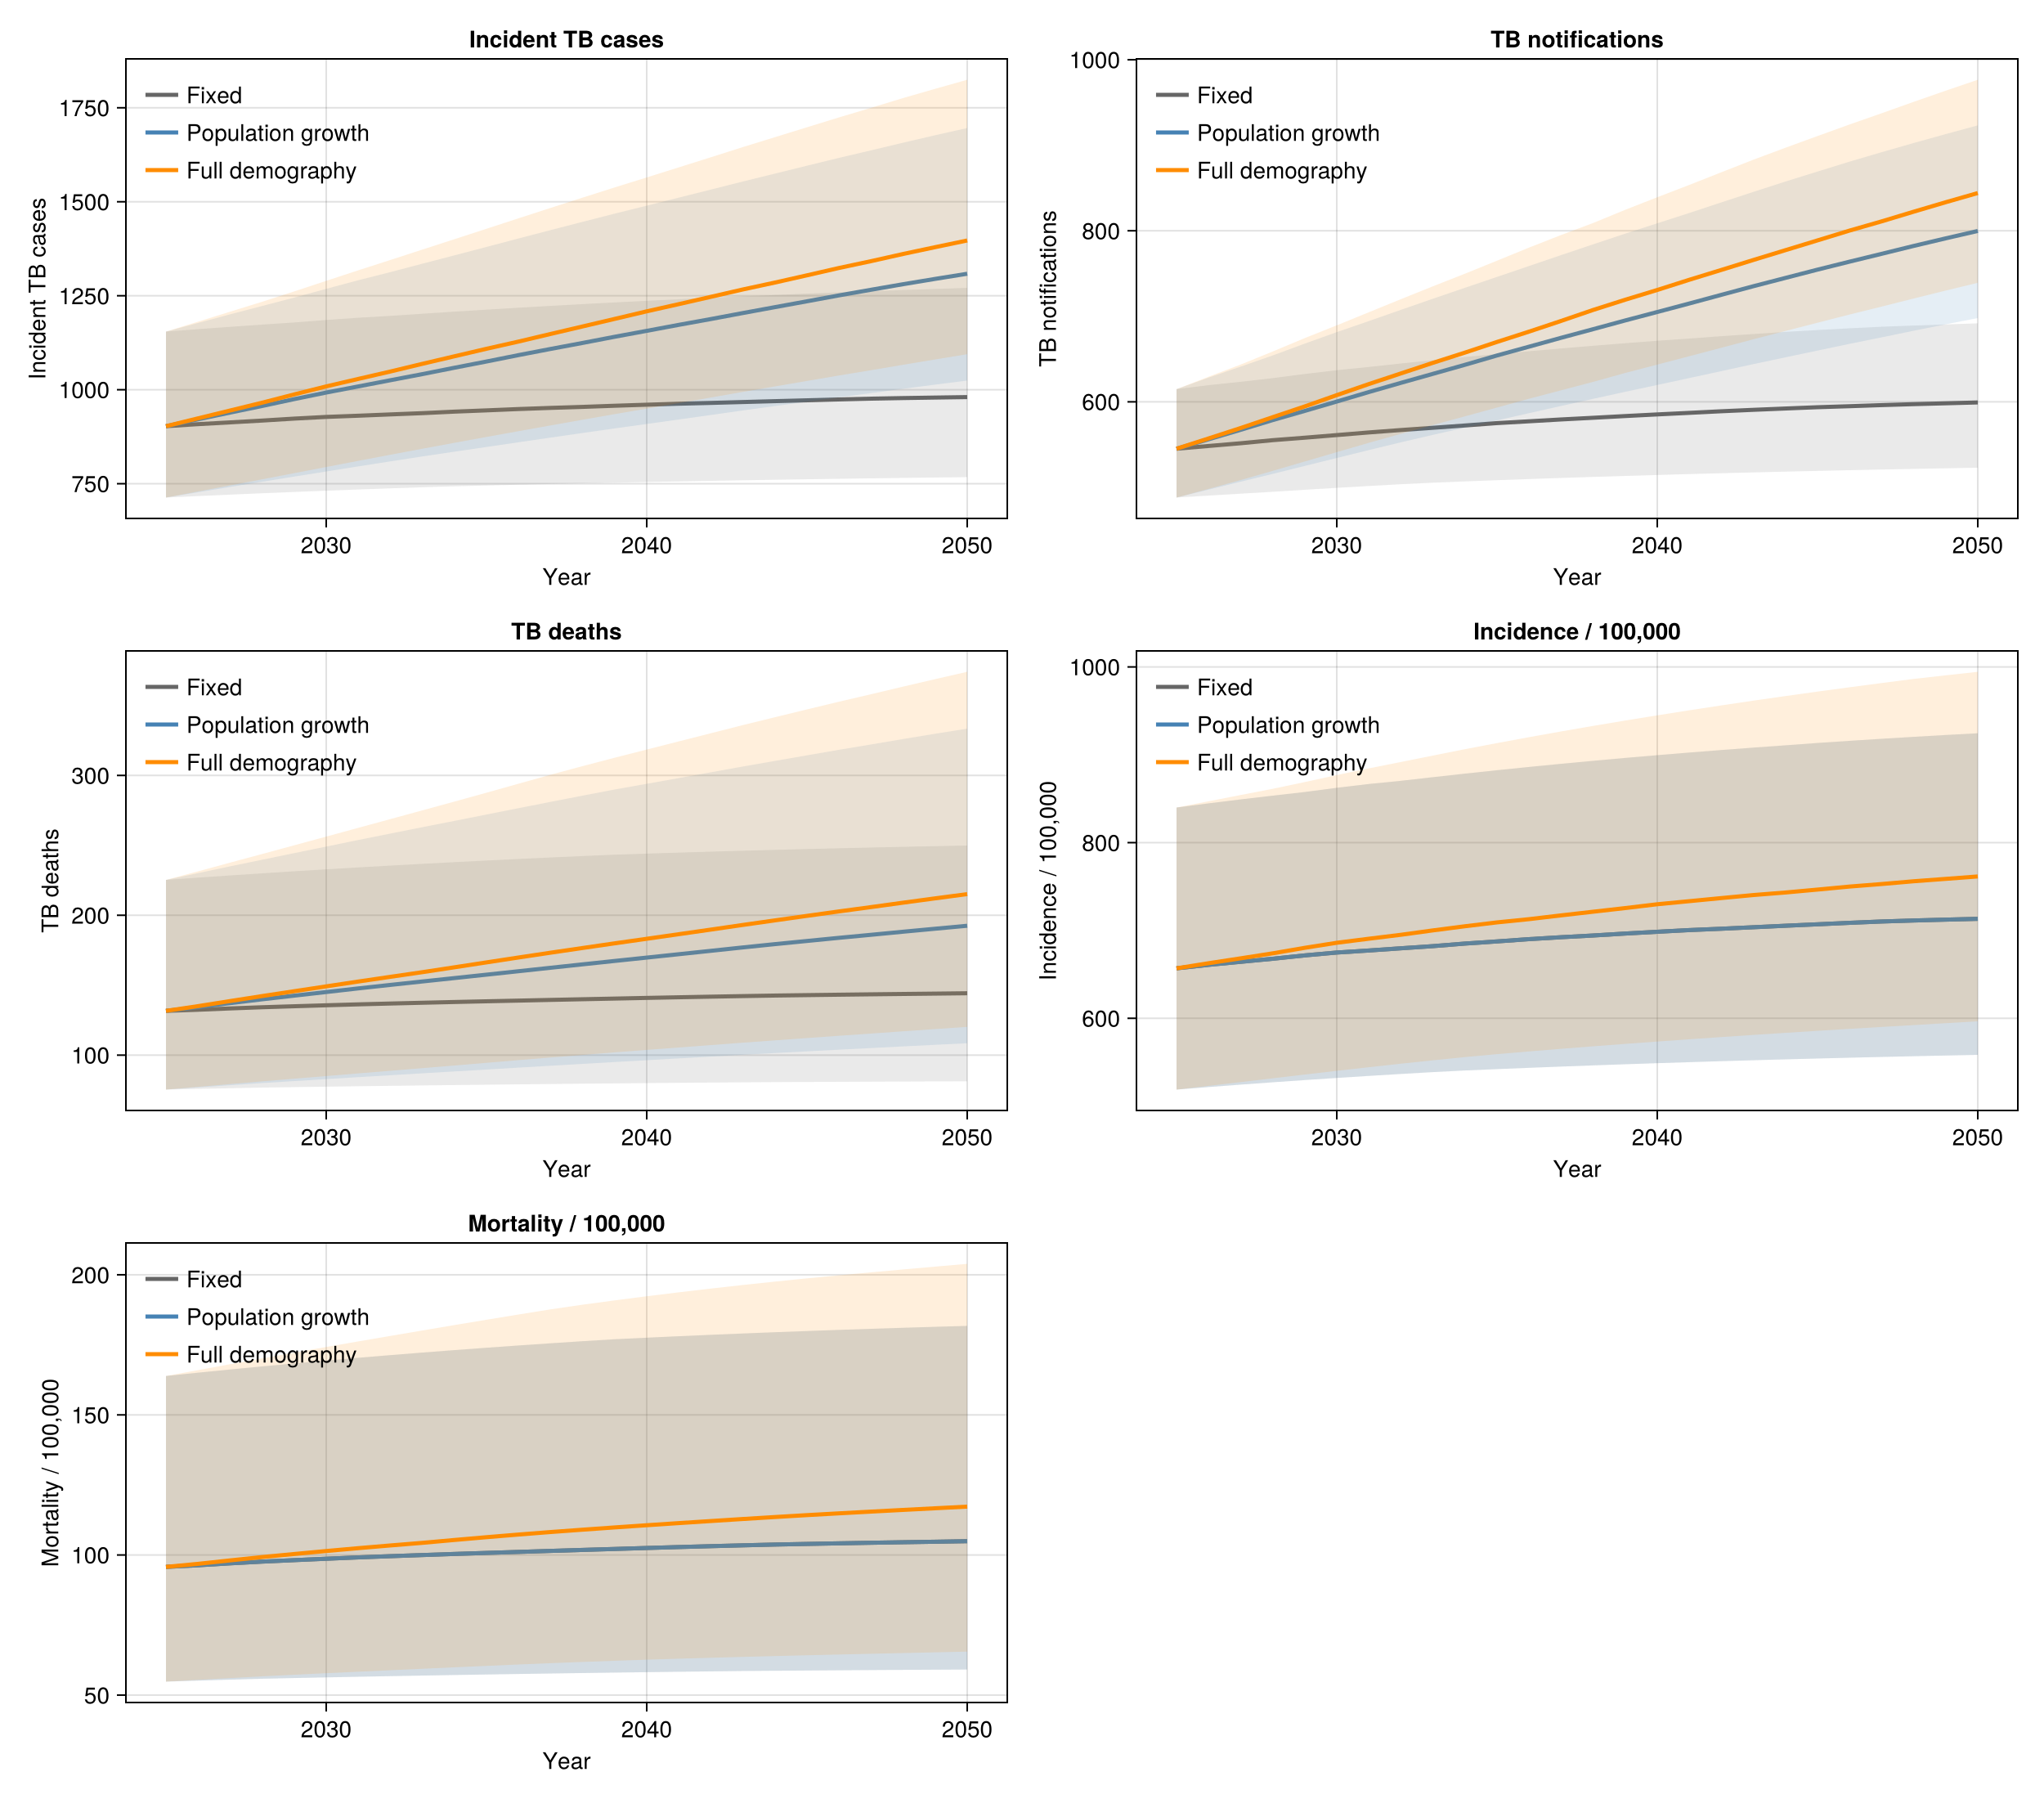 Incident TB cases
Incident TB cases
1750
1500
1250
1000
750
Fixed
Population growth
Full demography
2030
2040
2050
Year
TB notifications
TB notifications
1000
800
600
Fixed
Population growth
Full demography
2030
2040
2050
Year
TB deaths
TB deaths
300
200
100
Fixed
Population growth
Full demography
2030
2040
2050
Year
Incidence / 100,000
Incidence / 100,000
1000
800
600
Fixed
Population growth
Full demography
2030
2040
2050
Year
Mortality / 100,000
Mortality / 100,000
200
150
100
50
Fixed
Population growth
Full demography
2030
2040
2050
Year